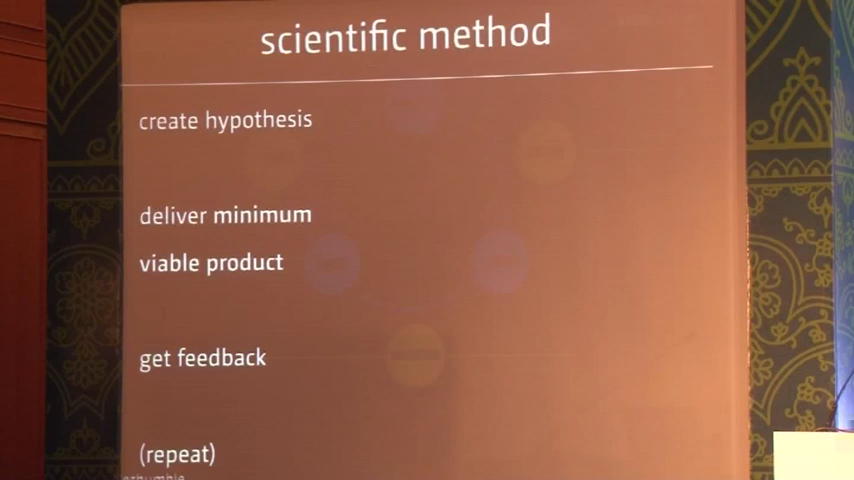 scientific method
create hypothesis
deliver minimum
viable product
get feedback
(repeat)